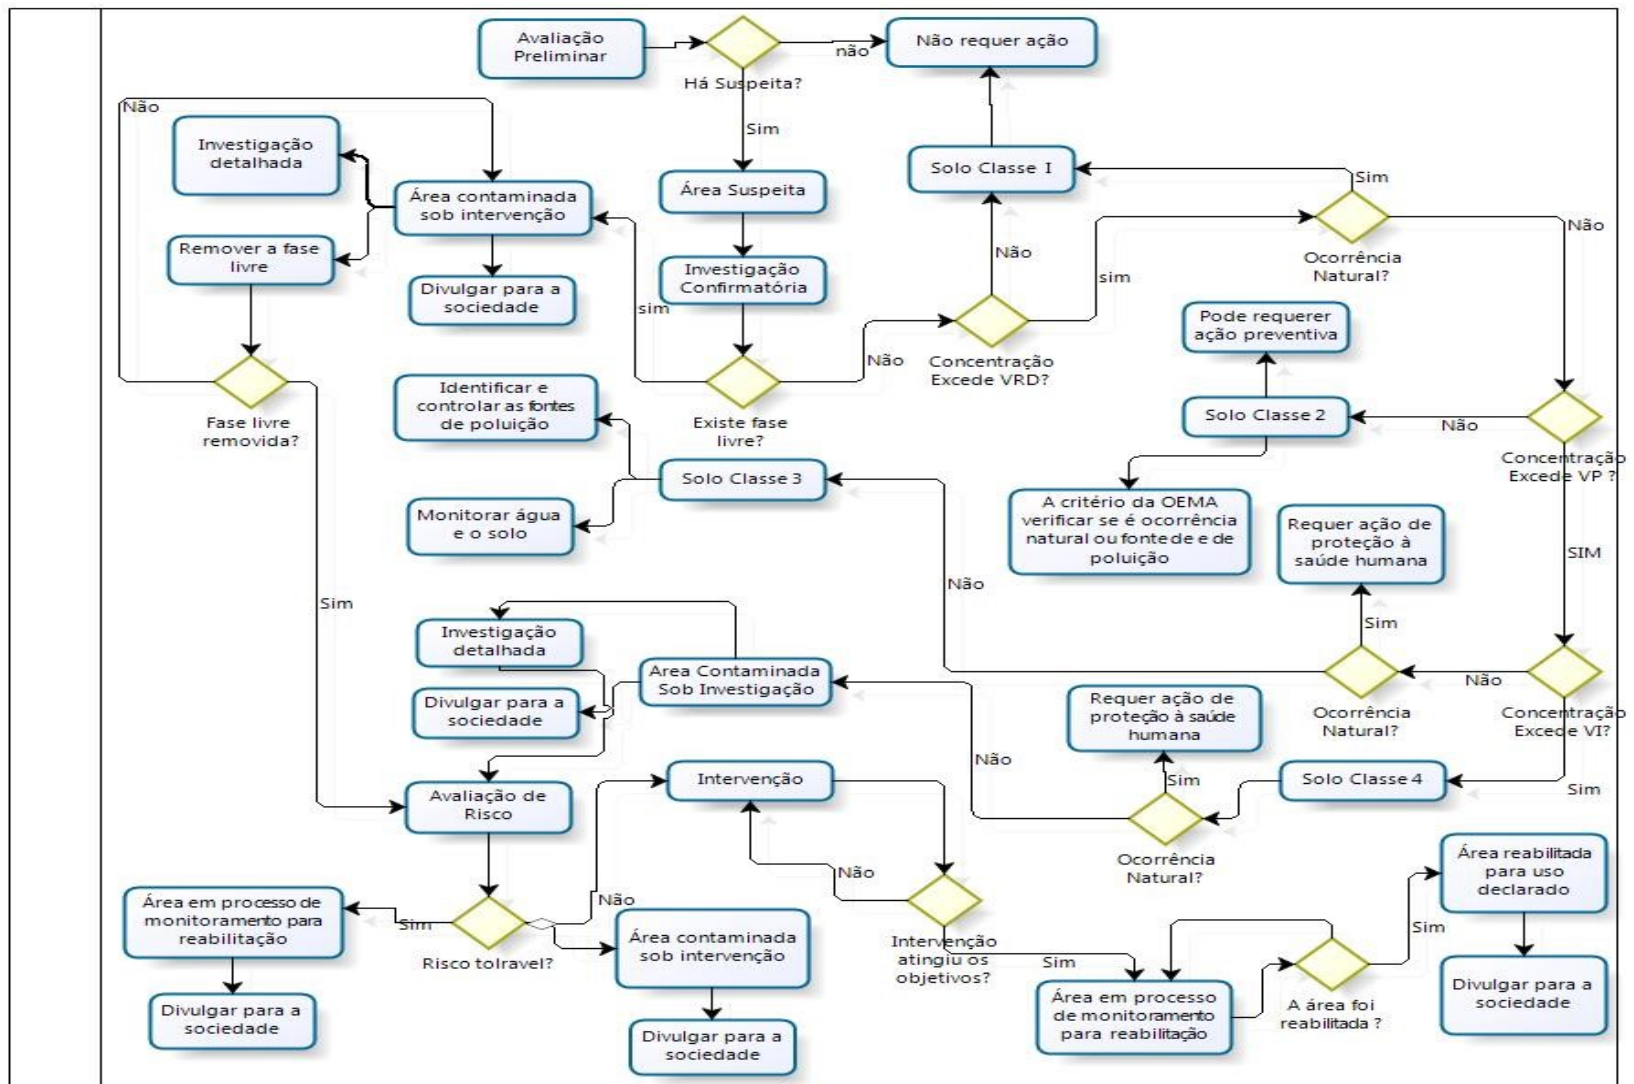 Avaliação
Preliminar
Há Suspeita?
não
Não requer ação
Sim
Não
Investigação
detalhada
Área contaminada
sob intervenção
Área Suspeita
Solo Classe I
Sim
Não
Ocorrência
Natural?
Remover a fase
livre
Divulgar para a
sociedade
Investigação
Confirmatória
Não
sim
sim
Não
Concentração
Excede VRD?
Pode requerer
ação preventiva
Fase livre
removida?
Identificar e
controlar as fontes
de poluição
Existe fase
livre?
Solo Classe 2
Não
Concentração
Excede VP ?
Solo Classe 3
Monitorar água
e o solo
A critério da OEMA
verificar se é ocorrência
natural ou fonte de e de
poluição
Requer ação de
proteção à
saúde humana
SIM
Não
Sim
Sim
Investigação
detalhada
Area Contaminada
Sob Investigação
Divulgar para a
sociedade
Requer ação de
proteção à saúde
humana
Ocorrência
Natural?
Não
Concentração
Excede VI?
Não
Sim
Solo Classe 4
Sim
Avaliação de
Risco
Intervenção
Ocorrência
Natural?
Não
Não
Área em processo de
monitoramento para
reabilitação
Sim
Risco tolravel?
Área contaminada
sob intervenção
Intervenção
atingiu os
objetivos?
Sim
Área em processo
de monitoramento
para reabilitação
A área foi
reabilitada ?
Sim
Área reabilitada
para uso
declarado
Divulgar para a
sociedade
Divulgar para a
sociedade
Divulgar para a
sociedade